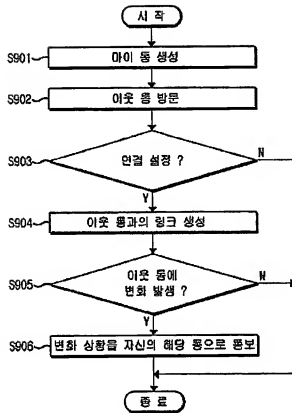 시 작
S901
마이 홈 생성
S902
이웃 홈 방문
S903
연결 설정 ?
N
Y
S904
이웃 홈과의 링크 생성
S905
이웃 홈에
변화 발생 ?
N
Y
S906
변화 상황을 자신의 해당 홈으로 통보
종 료